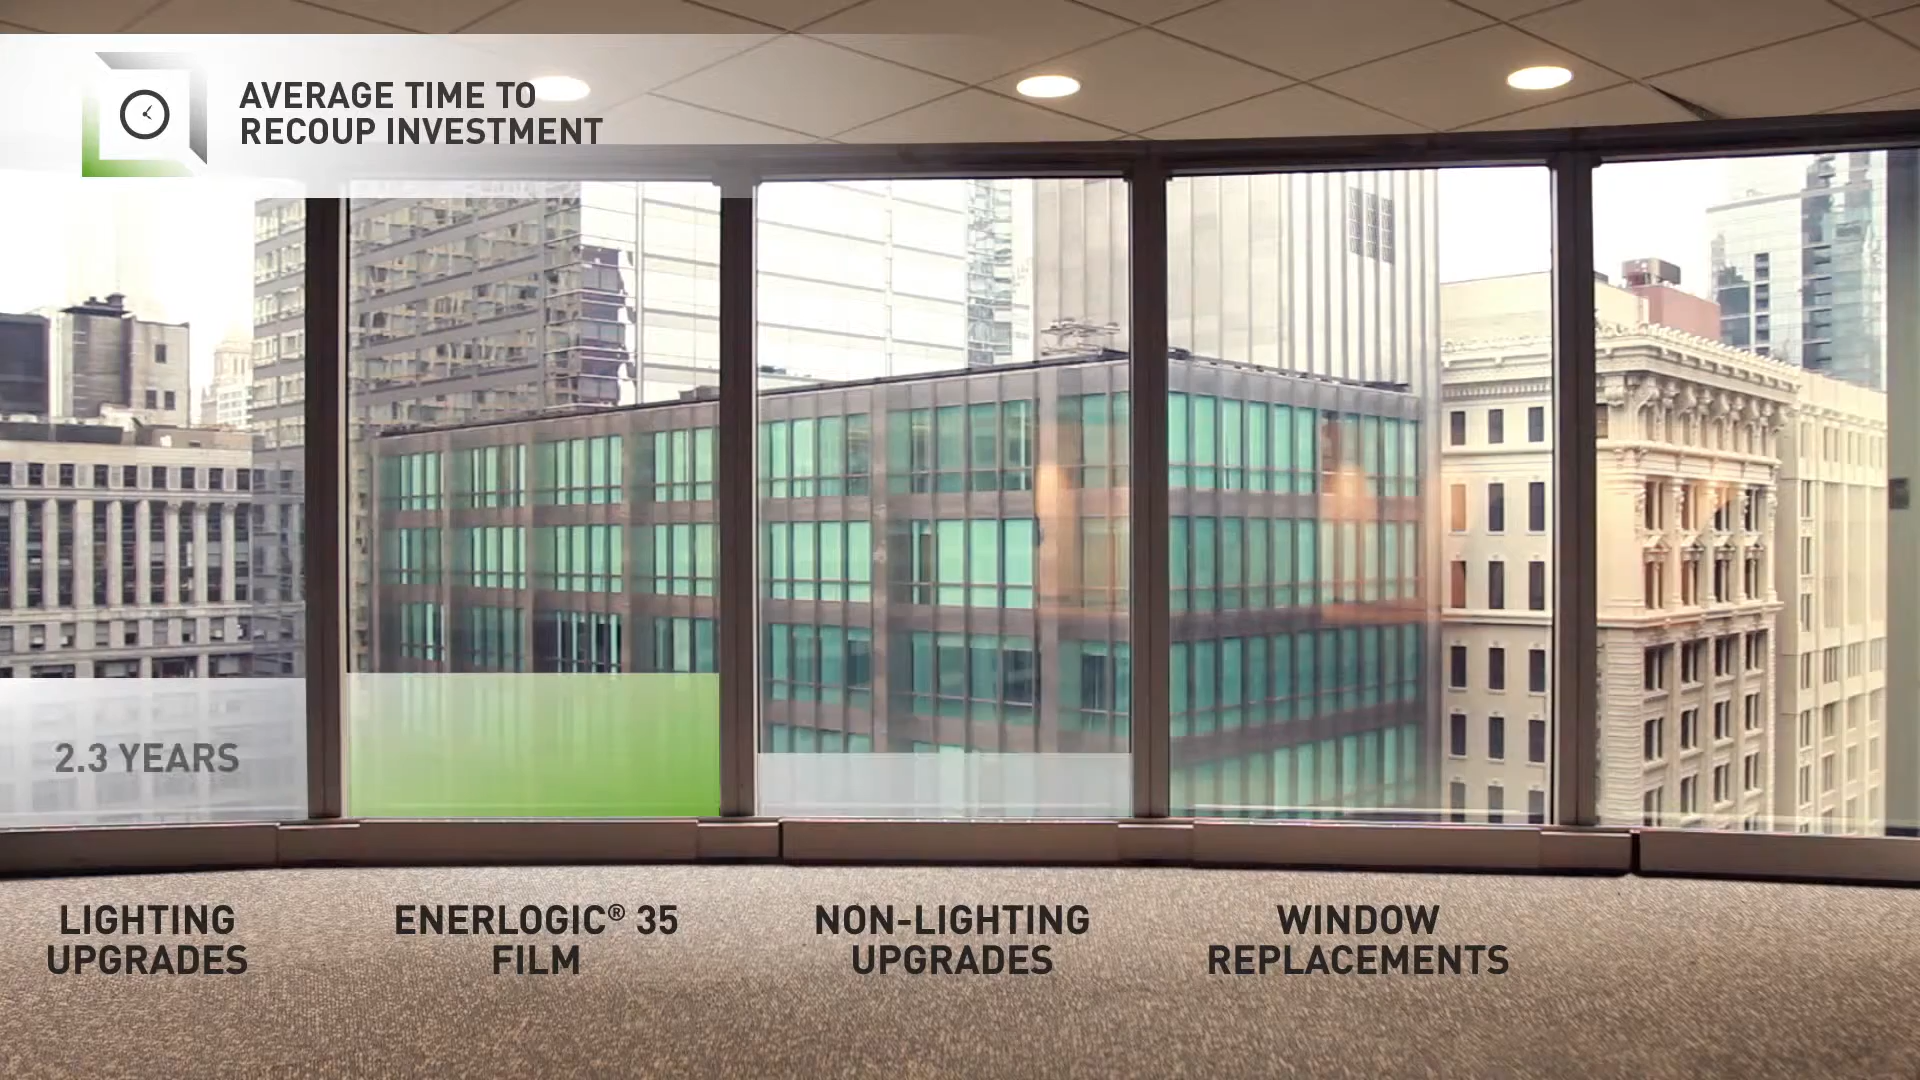 AVERAGE TIME TO
RECOUP INVESTMENT
2.3 YEARS
LIGHTING
UPGRADES
ENERLOGIC® 35
FILM
NON-LIGHTING
UPGRADES
WINDOW
REPLACEMENTS